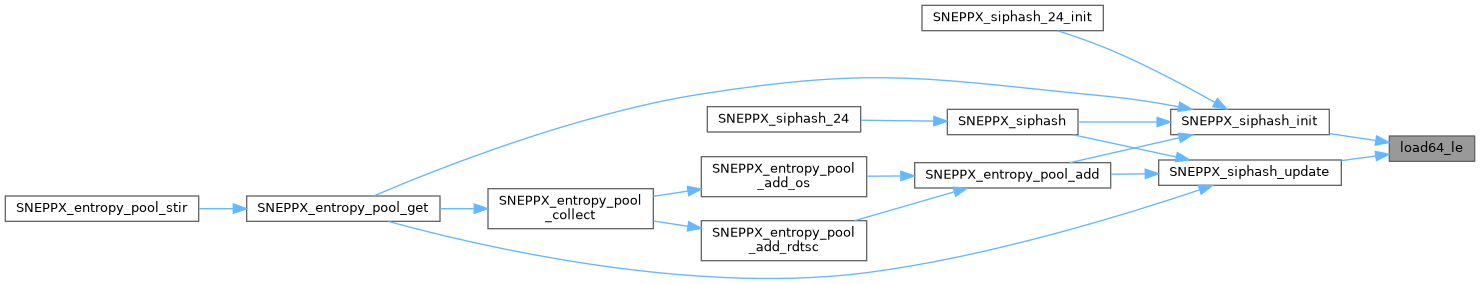 SNEPPX_siphash_24_init
SNEPPX_siphash_24
SNEPPX_siphash
SNEPPX_siphash_init
load64_le
SNEPPX_entropy_pool
_add_os
SNEPPX_entropy_pool_add
SNEPPX_siphash_update
SNEPPX_entropy_pool_stir
SNEPPX_entropy_pool_get
SNEPPX_entropy_pool
_collect
SNEPPX_entropy_pool
_add_rdtsc